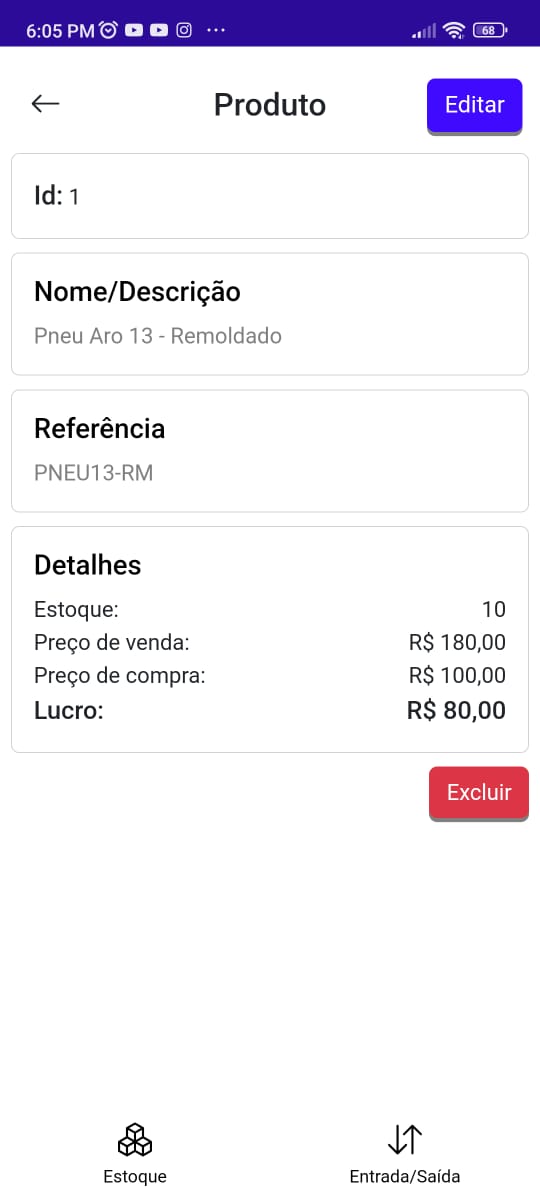 6:05 PM
68
Produto
Editar
Id: 1
Nome/Descrição
Pneu Aro 13 - Remoldado
Referência
PNEU13-RM
Detalhes
Estoque: 10
Preço de venda: R$ 180,00
Preço de compra: R$ 100,00
Lucro: R$ 80,00
Excluir
Estoque
Entrada/Saída